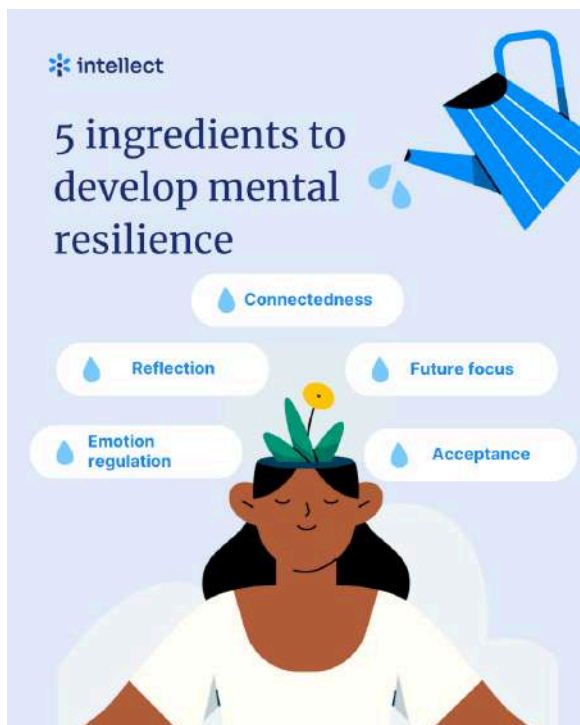 intellect
5 ingredients to
develop mental
resilience
Connectedness
Reflection
Future focus
Emotion
regulation
Acceptance